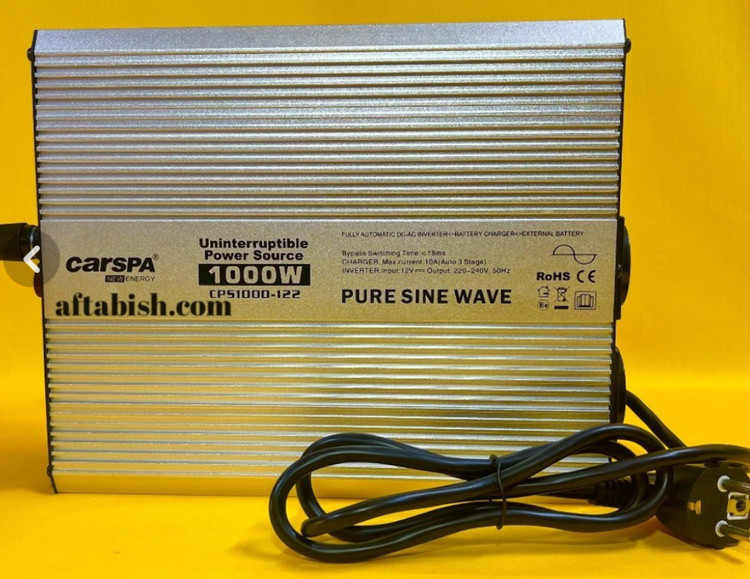 carSPA®
NEW ENERGY
Uninterruptible
Power Source
1000W
CPS1000-122
FULLY AUTOMATIC DC-AC INVERTER<->BATTERY CHARGER<->EXTERNAL BATTERY
Bypass Switching Time: ≤15ms
CHARGER: Max.current:10A(Auto 3 Stage)
INVERTER: input:12V⎓ Output: 220-240V, 50Hz
PURE SINE WAVE
RoHS CE
aftabish.com